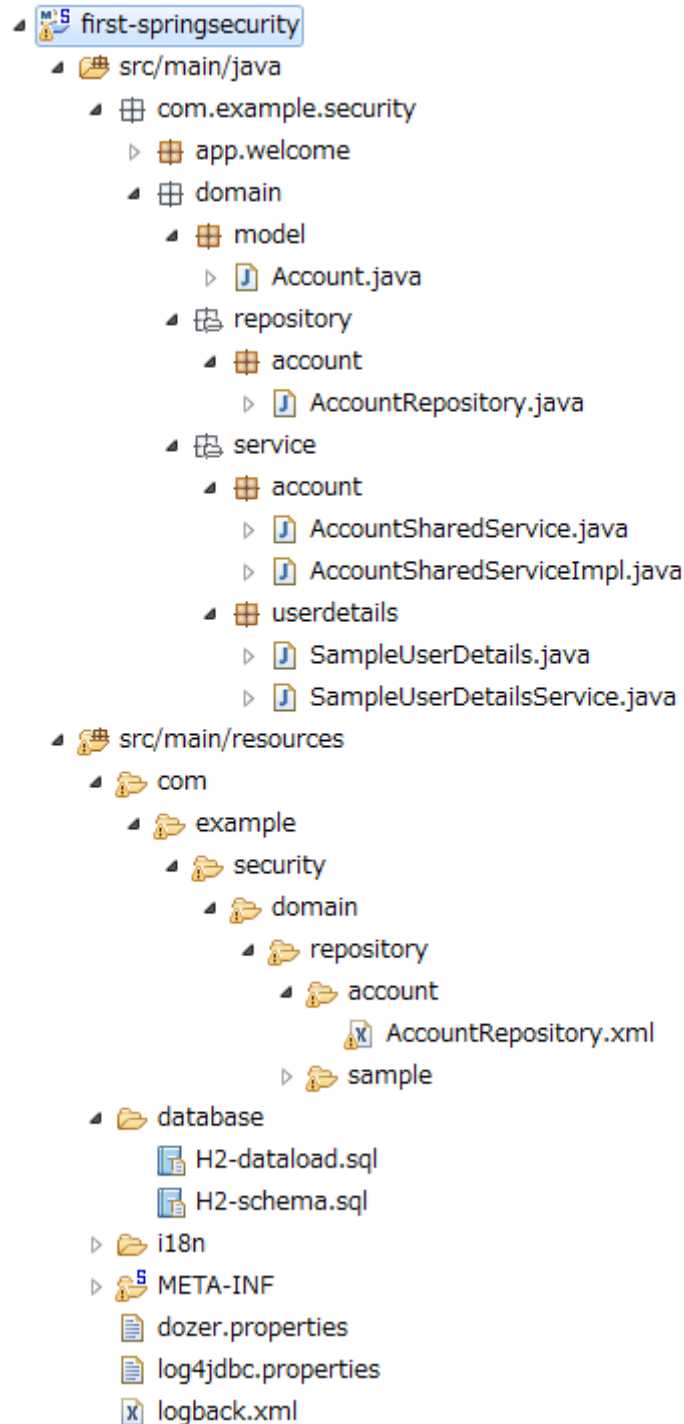 first-springsecurity
src/main/java
com.example.security
app.welcome
domain
model
Account.java
repository
account
AccountRepository.java
service
account
AccountSharedService.java
AccountSharedServiceImpl.java
userdetails
SampleUserDetails.java
SampleUserDetailsService.java
src/main/resources
com
example
security
domain
repository
account
AccountRepository.xml
sample
database
H2-dataload.sql
H2-schema.sql
i18n
META-INF
dozer.properties
log4jdbc.properties
logback.xml